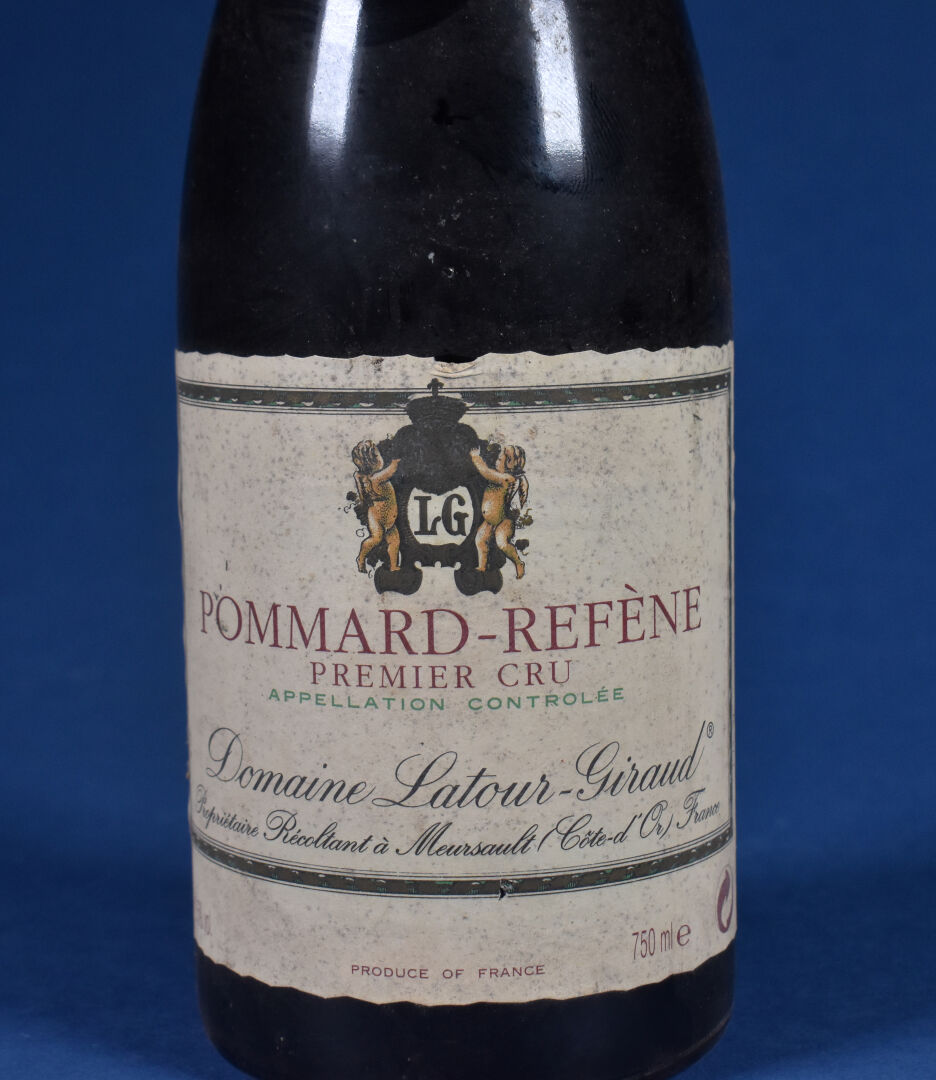 LG
POMMARD-REFÈNE
PREMIER CRU
APPELLATION CONTROLÉE
Domaine Latour-Giraud®
Propriétaire Récoltant à Meursault (Côte-d'Or) France
750 ml e
PRODUCE OF FRANCE